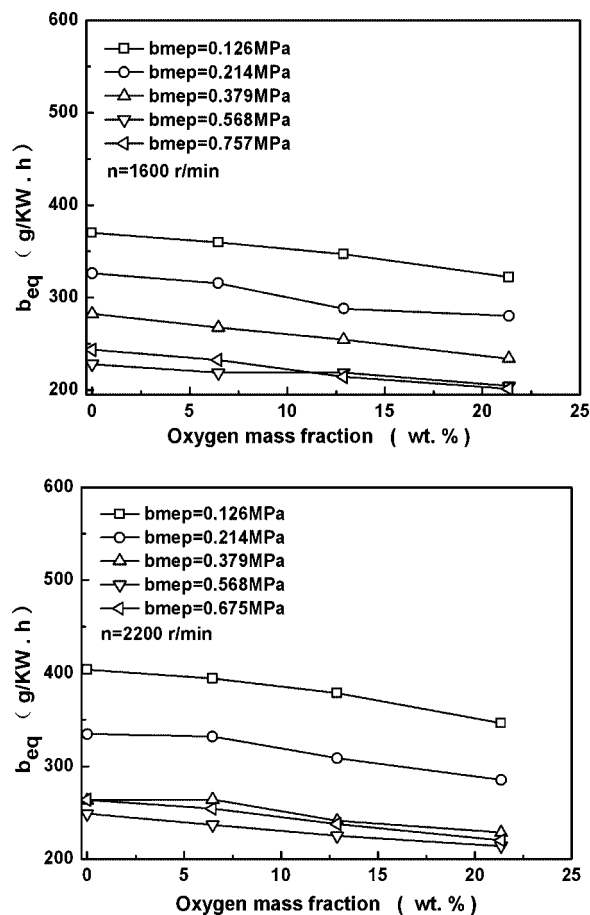 600
500
400
300
200
b_eq ( g/KW . h )
bmep=0.126MPa
bmep=0.214MPa
bmep=0.379MPa
bmep=0.568MPa
bmep=0.757MPa
n=1600 r/min
0 5 10 15 20 25
Oxygen mass fraction ( wt. % )
600
500
400
300
200
b_eq ( g/KW . h )
bmep=0.126MPa
bmep=0.214MPa
bmep=0.379MPa
bmep=0.568MPa
bmep=0.675MPa
n=2200 r/min
0 5 10 15 20 25
Oxygen mass fraction ( wt. % )